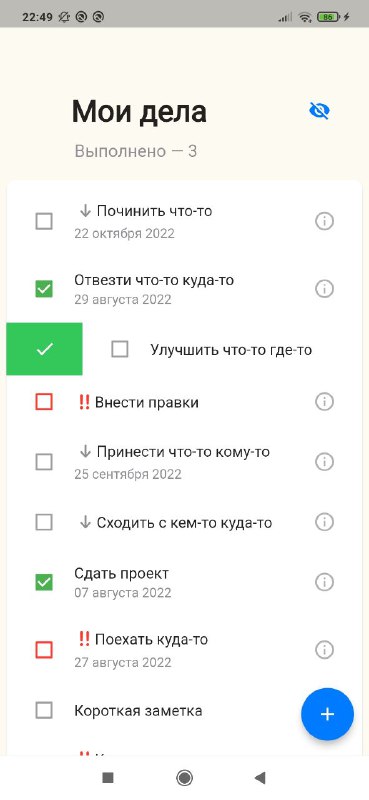 22:49
86
Мои дела
Выполнено — 3
Починить что-то
22 октября 2022
Отвезти что-то куда-то
29 августа 2022
Улучшить что-то где-то
!! Внести правки
Принести что-то кому-то
25 сентября 2022
Сходить с кем-то куда-то
Сдать проект
07 августа 2022
!! Поехать куда-то
27 августа 2022
Короткая заметка